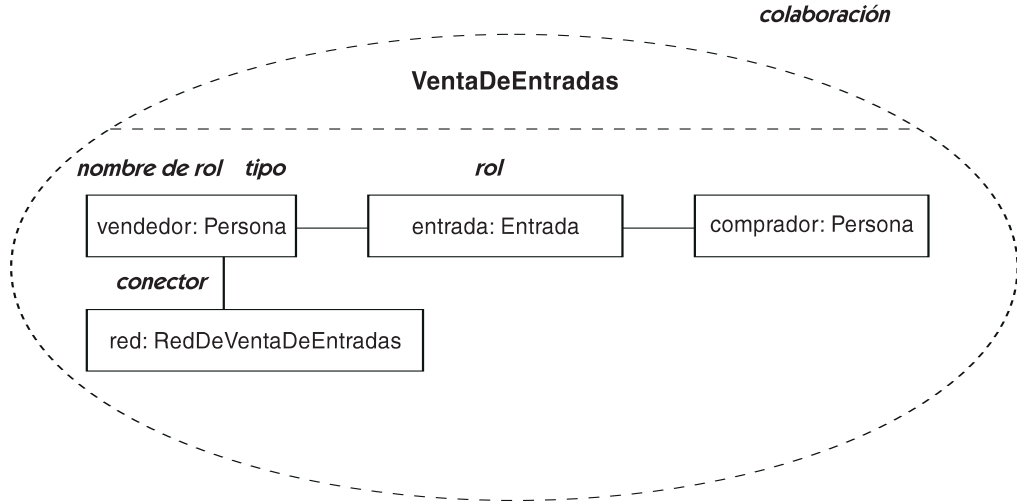 colaboración
VentaDeEntradas
nombre de rol tipo rol
vendedor: Persona entrada: Entrada comprador: Persona
conector
red: RedDeVentaDeEntradas